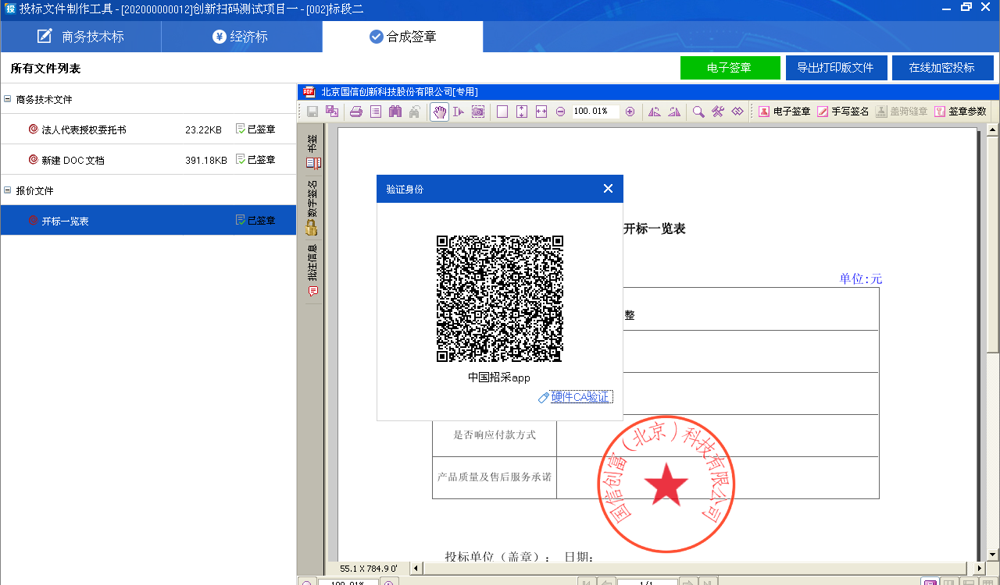 投标文件制作工具 - [202000000012]创新扫码测试项目一 - [002]标段二
商务技术标
经济标
合成签章
所有文件列表
电子签章
导出打印版文件
在线加密投标
商务技术文件
法人代表授权委托书 23.22KB 已签章
新建 DOC 文档 391.18KB 已签章
报价文件
开标一览表 已签章
北京国信创新科技股份有限公司[专用]
100.01%
电子签章
手写签名
盖骑缝章
签章参数
书签
数字签名
批注信息
验证身份
中国招采app
硬件CA验证
开标一览表
单位:元
整
是否响应付款方式
产品质量及售后服务承诺
国信创富（北京）科技有限公司
投标单位（盖章）： 日期：
55.1 X 784.9 0'
100.01%
1/1